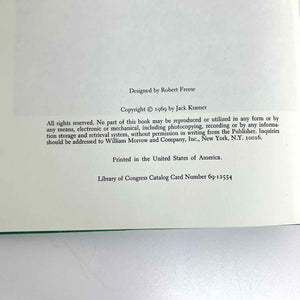 Designed by Robert Freese
Copyright © 1969 by Jack Kramer
All rights reserved. No part of this book may be reproduced or utilized in any form or by
any means, electronic or mechanical, including photocopying, recording or by any informa-
tion storage and retrieval system, without permission in writing from the Publisher. Inquiries
should be addressed to William Morrow and Company, Inc., New York, N.Y. 10016.
Printed in the United States of America.
Library of Congress Catalog Card Number 69-11554